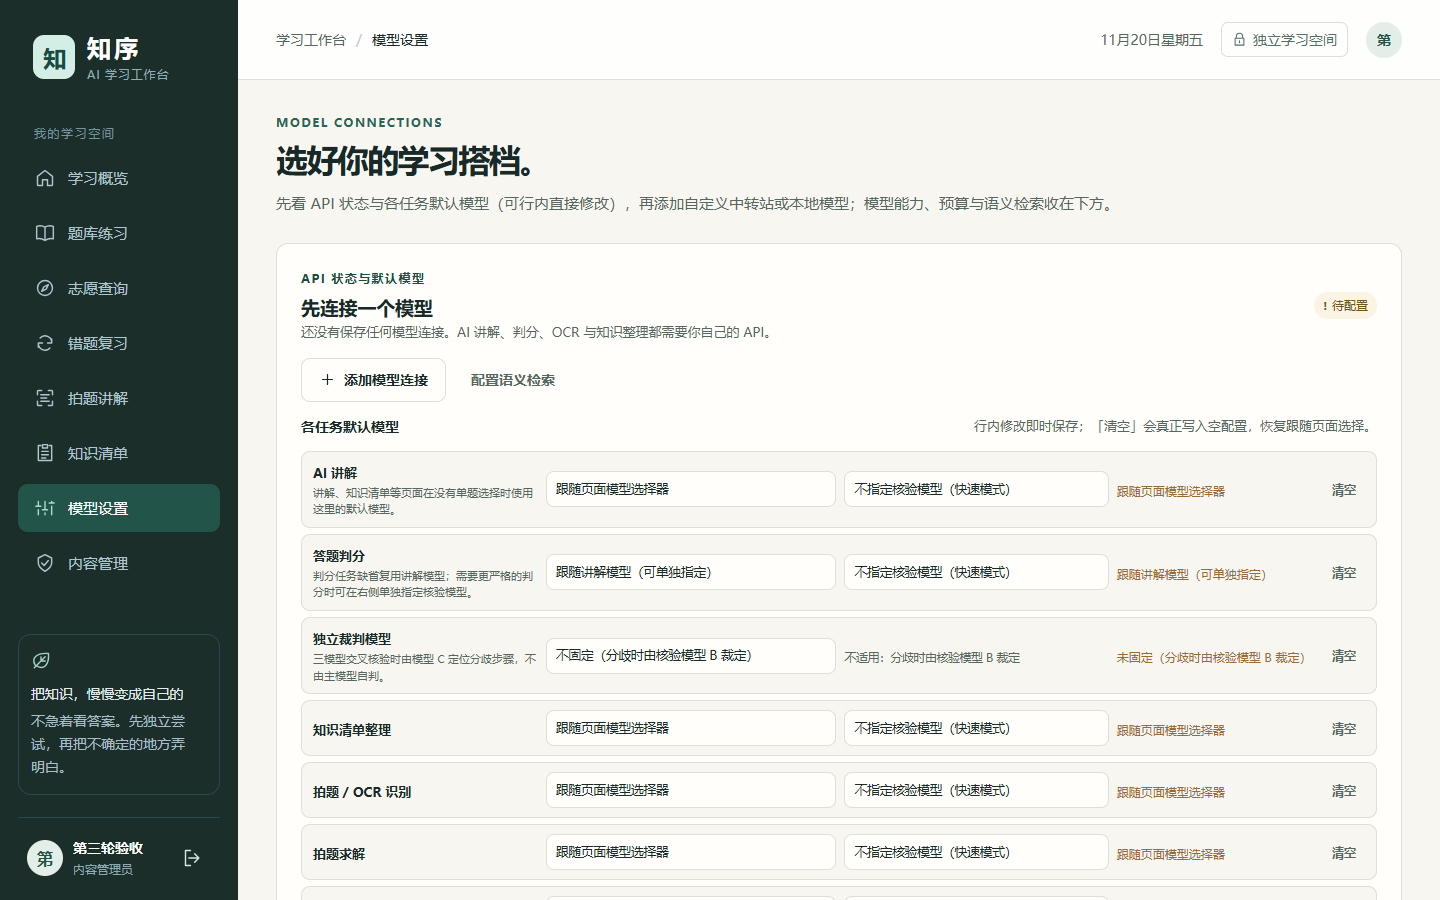 知
知序
AI 学习工作台
我的学习空间
学习概览
题库练习
志愿查询
错题复习
拍题讲解
知识清单
模型设置
内容管理
把知识，慢慢变成自己的
不急着看答案。先独立尝
试，再把不确定的地方弄
明白。
第
第三轮验收
内容管理员
学习工作台 / 模型设置
11月20日星期五
独立学习空间
第
MODEL CONNECTIONS
选好你的学习搭档。
先看 API 状态与各任务默认模型（可行内直接修改），再添加自定义中转站或本地模型；模型能力、预算与语义检索收在下方。
API 状态与默认模型
先连接一个模型
还没有保存任何模型连接。AI 讲解、判分、OCR 与知识整理都需要你自己的 API。
! 待配置
添加模型连接
配置语义检索
各任务默认模型
行内修改即时保存；「清空」会真正写入空配置，恢复跟随页面选择。
AI 讲解
讲解、知识清单等页面在没有单题选择时使用
这里的默认模型。
跟随页面模型选择器
不指定核验模型（快速模式）
跟随页面模型选择器
清空
答题判分
判分任务缺省复用讲解模型；需要更严格的判
分时可在右侧单独指定核验模型。
跟随讲解模型（可单独指定）
不指定核验模型（快速模式）
跟随讲解模型（可单独指定）
清空
独立裁判模型
三模型交叉核验时由模型 C 定位分歧步骤，不
由主模型自判。
不固定（分歧时由核验模型 B 裁定）
不适用：分歧时由核验模型 B 裁定
未固定（分歧时由核验模型 B 裁定）
清空
知识清单整理
跟随页面模型选择器
不指定核验模型（快速模式）
跟随页面模型选择器
清空
拍题 / OCR 识别
跟随页面模型选择器
不指定核验模型（快速模式）
跟随页面模型选择器
清空
拍题求解
跟随页面模型选择器
不指定核验模型（快速模式）
跟随页面模型选择器
清空